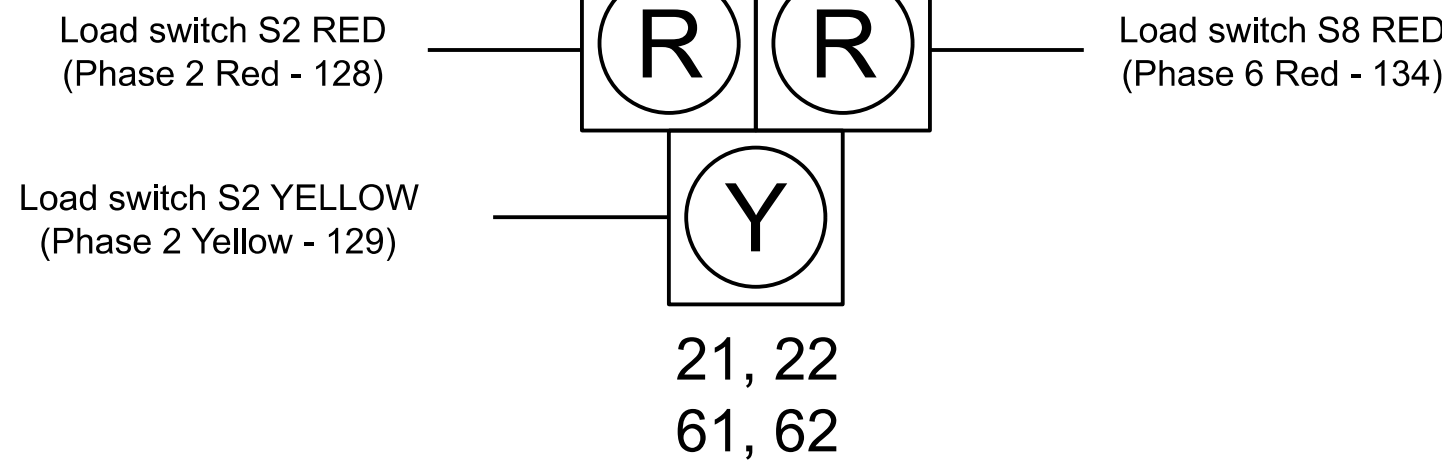 Load switch S2 RED
(Phase 2 Red - 128)
R R
Load switch S8 RED
(Phase 6 Red - 134)
Load switch S2 YELLOW
(Phase 2 Yellow - 129)
Y
21, 22
61, 62